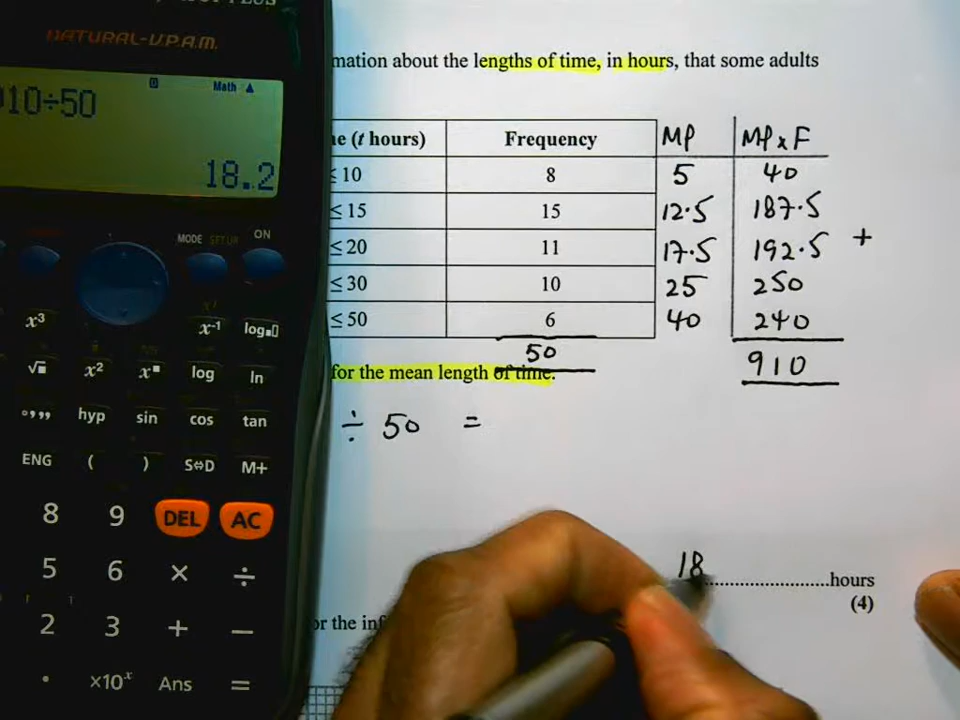 NATURAL-V.P.A.M.
D Math ▲
10÷50
18.2
MODE SETUP ON
x³ x⁻¹ log
√ x² x■ log ln
hyp sin cos tan
ENG ( ) S⇔D M+
8 9 DEL AC
5 6 × ÷
2 3 + −
· ×10ˣ Ans =
mation about the lengths of time, in hours, that some adults
e (t hours) Frequency MP MP x F
≤ 10 8 5 40
≤ 15 15 12.5 187.5
≤ 20 11 17.5 192.5 +
≤ 30 10 25 250
≤ 50 6 40 240
50 910
for the mean length of time.
÷ 50 =
18 ..............................hours
(4)
or the inf